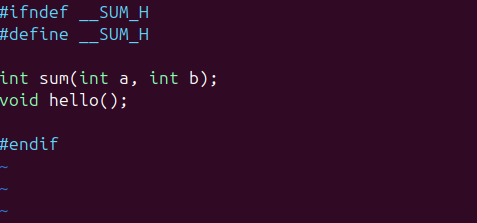 #ifndef __SUM_H
#define __SUM_H
int sum(int a, int b);
void hello();
#endif
~
~
~